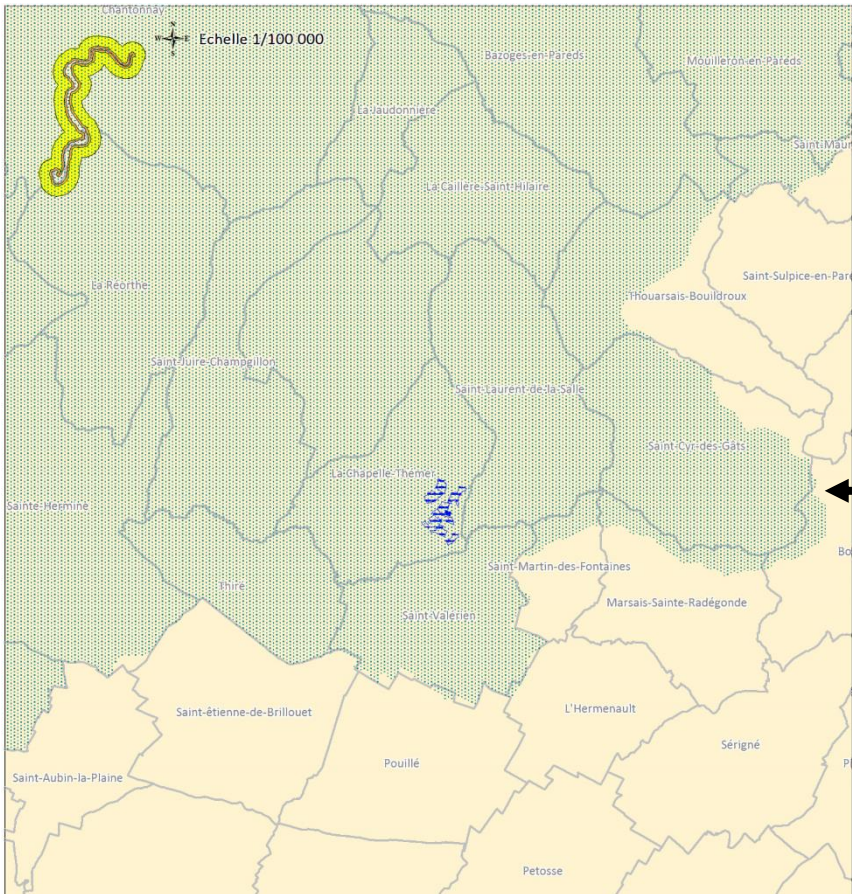 Chantonnay
N
W E
S
Echelle 1/100 000
Bazoges-en-Pareds
Mouilleron-en-Pareds
La Jaudonnière
Saint-Maur
La Caillère-Saint-Hilaire
Saint-Sulpice-en-Par
La Réorthe
Thouarsais-Bouildroux
Saint-Juire-Champgillon
Saint-Laurent-de-la-Salle
Saint-Cyr-des-Gâts
La Chapelle-Thémer
Sainte-Hermine
Saint-Martin-des-Fontaines
Thiré
Marsais-Sainte-Radégonde
Saint-Valérien
L'Hermenault
Saint-étienne-de-Brillouet
Sérigné
Pouillé
Saint-Aubin-la-Plaine
Petosse